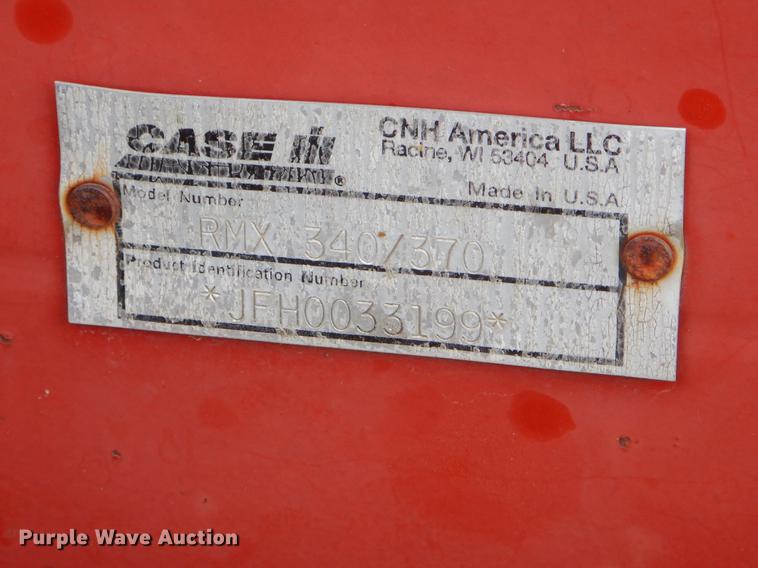 CASE IH ®
CNH America LLC
Racine, WI 53404 U.S.A
Made In U.S.A
Model Number
RMX 340/370
Product Identification Number
*JFH0033199*
Purple Wave Auction